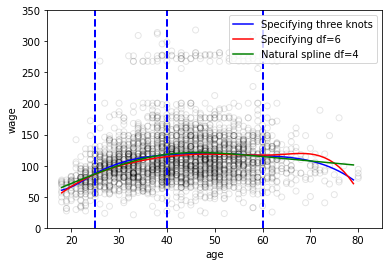 Specifying three knots
Specifying df=6
Natural spline df=4
350
300
250
200
150
100
50
0
wage
20 30 40 50 60 70 80
age